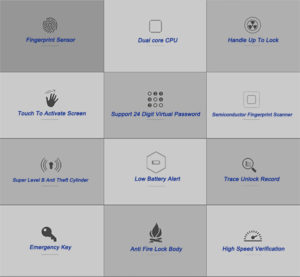 Fingerprint Sensor
Dual core CPU
Handle Up To Lock
Touch To Activate Screen
Support 24 Digit Virtual Password
Semiconductor Fingerprint Scanner
Super Level B Anti Theft Cylinder
Low Battery Alert
Trace Unlock Record
Emergency Key
Anti Fire Lock Body
High Speed Verification